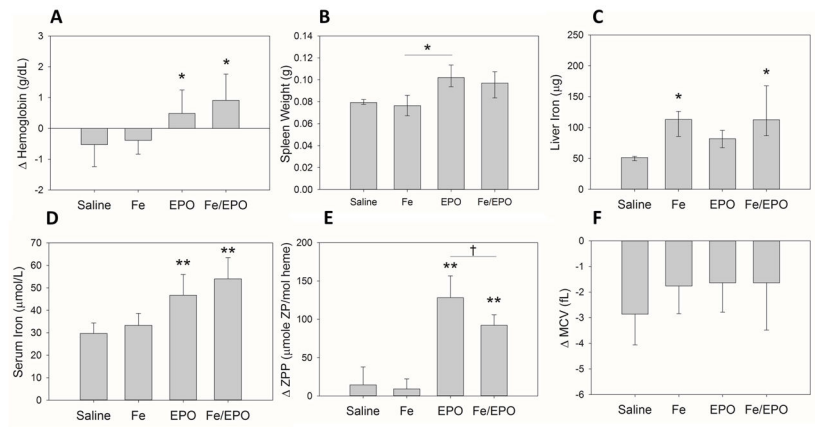 A
Δ Hemoglobin (g/dL)
3
2
1
0
-1
-2
*
*
Saline Fe EPO Fe/EPO
B
Spleen Weight (g)
0.14
0.12
0.10
0.08
0.06
0.04
0.02
0.00
*
Saline Fe EPO Fe/EPO
C
Liver Iron (µg)
250
200
150
100
50
0
*
*
Saline Fe EPO Fe/EPO
D
Serum Iron (µmol/L)
70
60
50
40
30
20
10
0
**
**
Saline Fe EPO Fe/EPO
E
Δ ZPP (µmole ZP/mol heme)
200
150
100
50
0
†
**
**
Saline Fe EPO Fe/EPO
F
Δ MCV (fL)
-0
-1
-2
-3
-4
-5
-6
Saline Fe EPO Fe/EPO